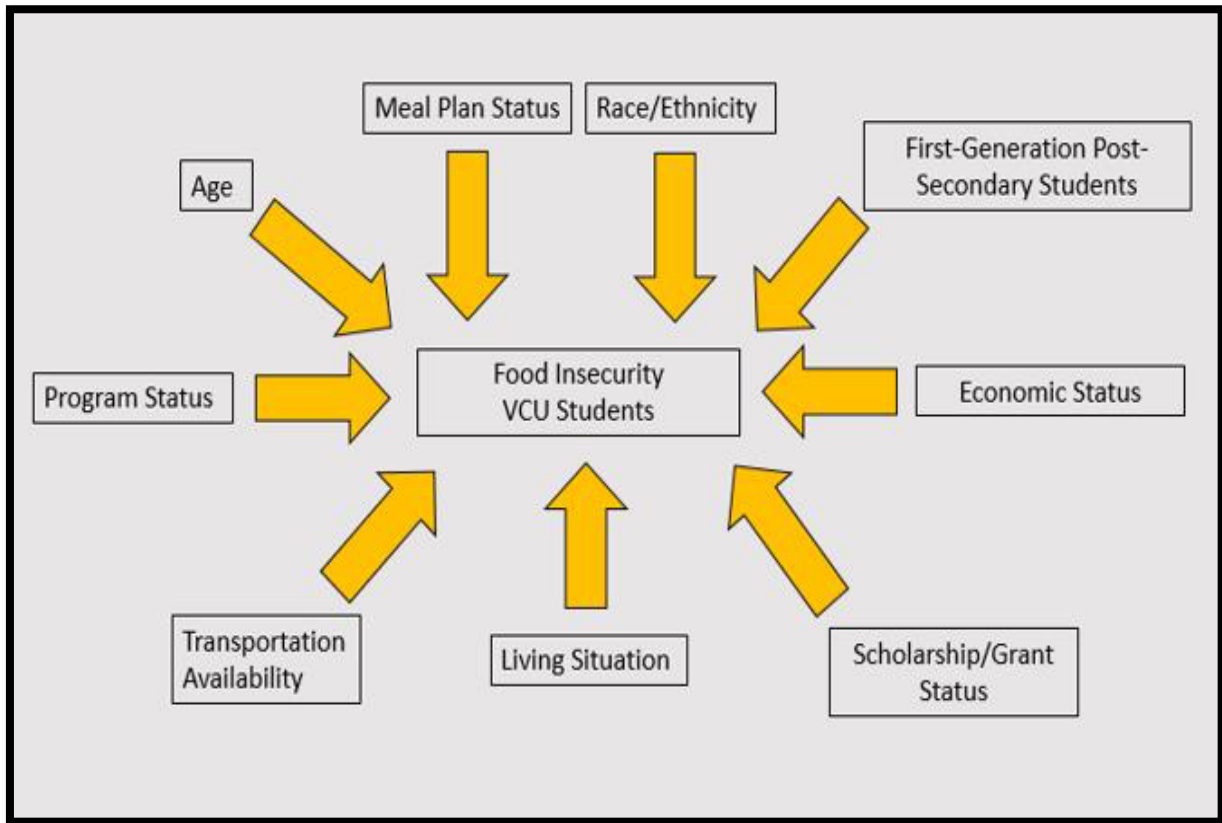 Meal Plan Status
Race/Ethnicity
First-Generation Post-
Secondary Students
Age
Food Insecurity
VCU Students
Program Status
Economic Status
Transportation
Availability
Living Situation
Scholarship/Grant
Status